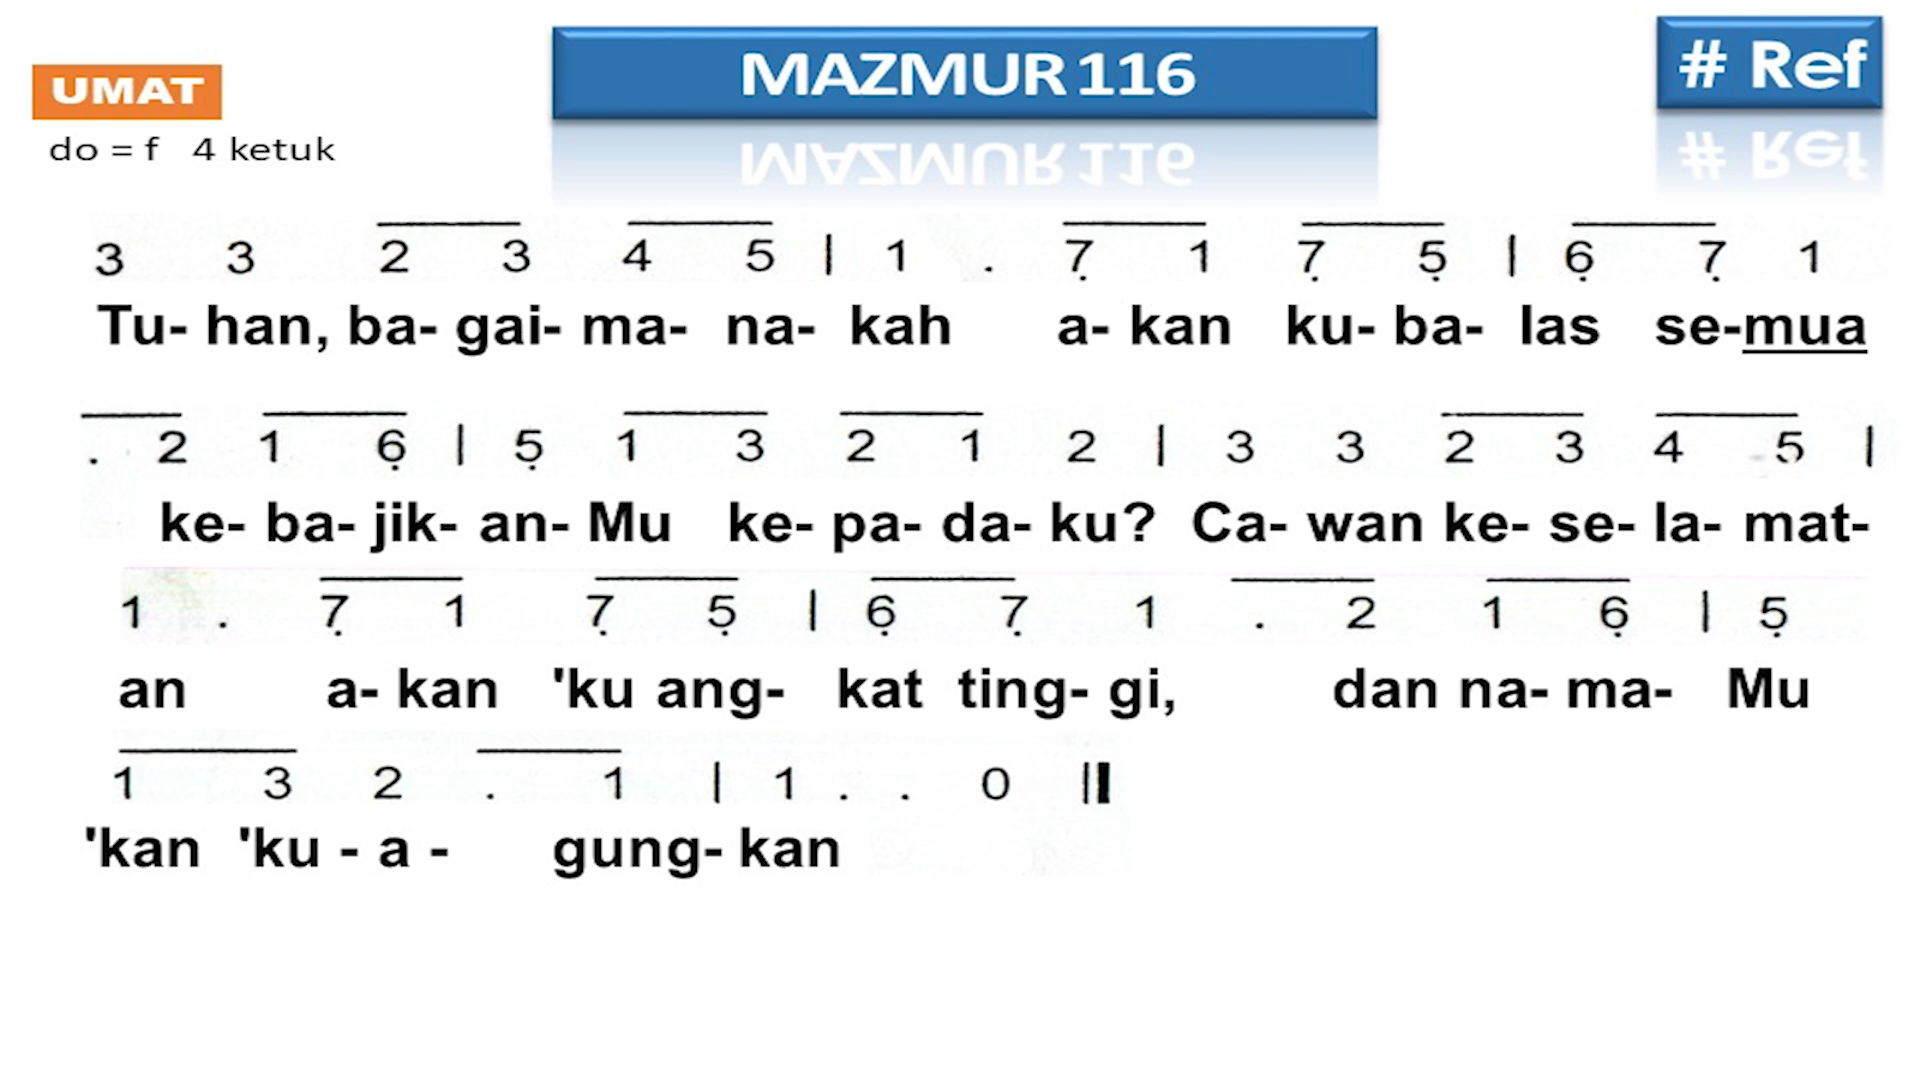 MAZMUR 116
# Ref
UMAT
do = f 4 ketuk
3 3 2 3 4 5 | 1 . 7̣ 1 7̣ 5̣ | 6̣ 7̣ 1
Tu- han, ba- gai- ma- na- kah a- kan ku- ba- las se-mua
. 2 1 6̣ | 5̣ 1 3 2 1 2 | 3 3 2 3 4 5 |
ke- ba- jik- an- Mu ke- pa- da- ku? Ca- wan ke- se- la- mat-
1 . 7̣ 1 7̣ 5̣ | 6̣ 7̣ 1 . 2 1 6̣ | 5̣
an a- kan 'ku ang- kat ting- gi, dan na- ma- Mu
1 3 2 . 1 | 1 . . 0 ||
'kan 'ku - a - gung- kan